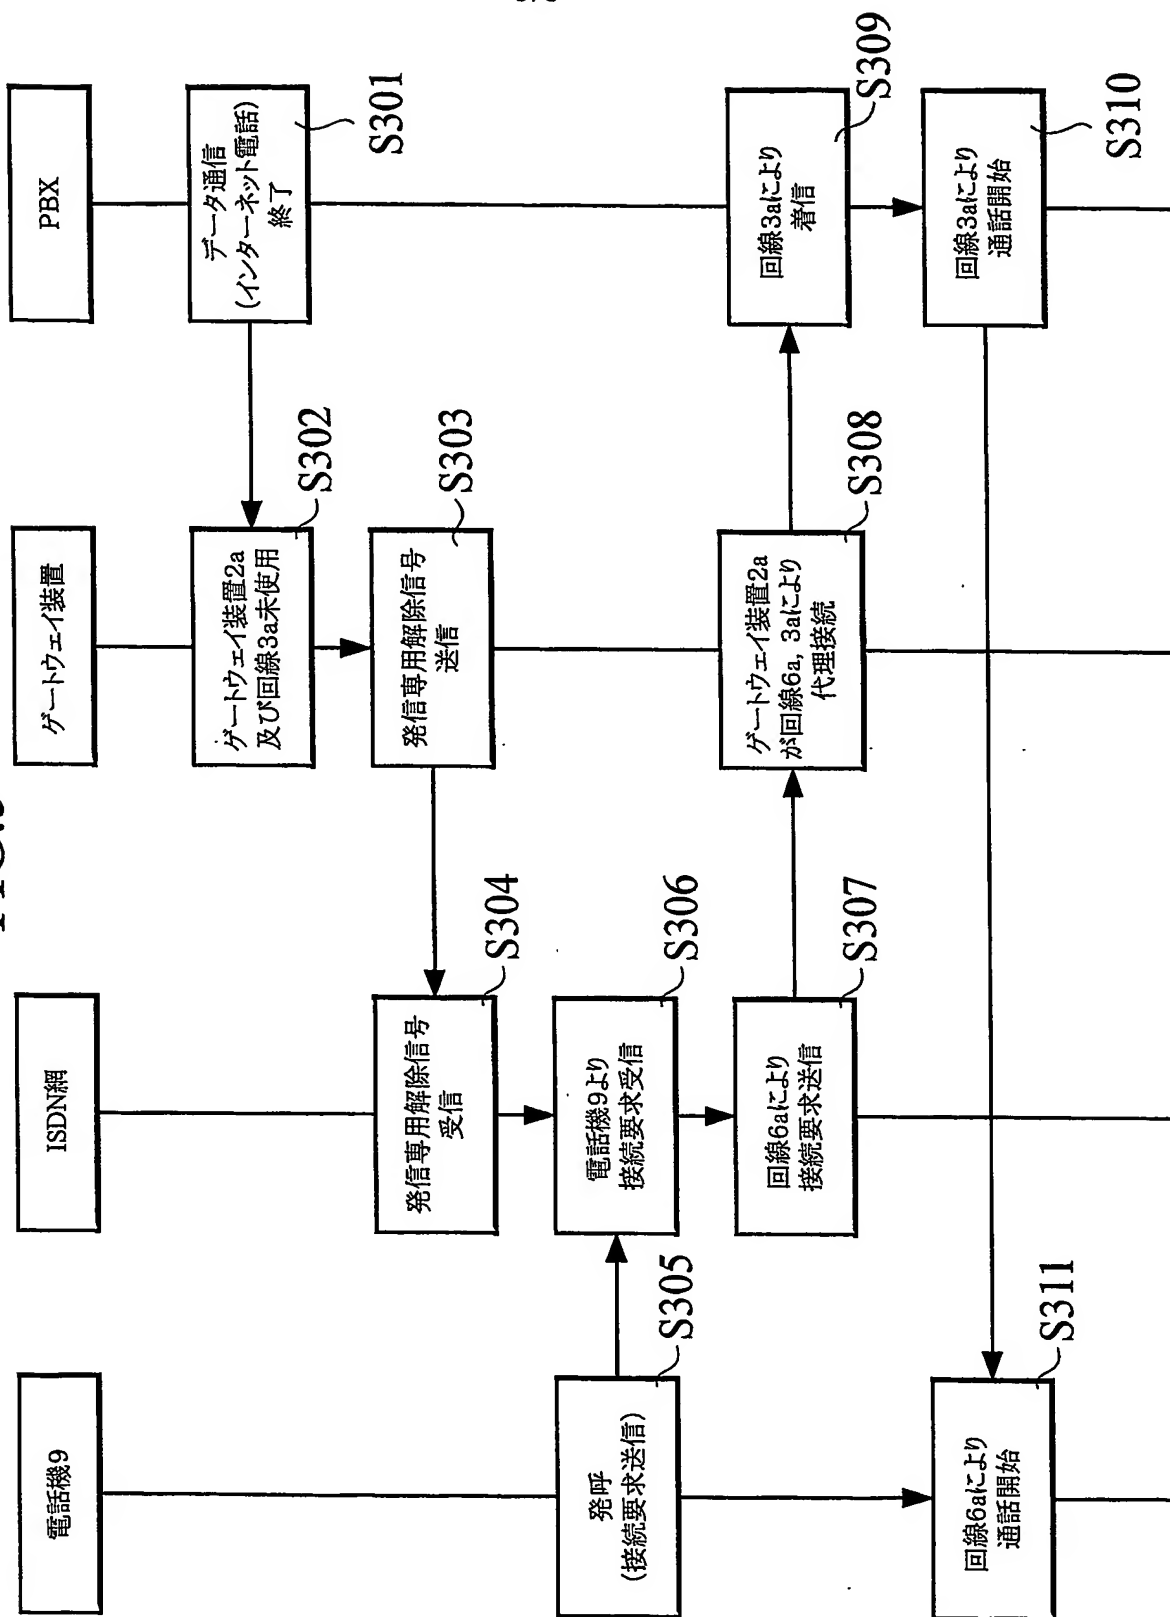 電話機9
ISDN網
ゲートウェイ装置
PBX
データ通信
(インターネット電話)
終了
S301
ゲートウェイ装置2a
及び回線3a未使用
S302
発信専用解除信号
送信
S303
発信専用解除信号
受信
S304
発呼
(接続要求送信)
S305
電話機9より
接続要求受信
S306
回線6aにより
接続要求送信
S307
ゲートウェイ装置2a
が回線6a, 3aにより
代理接続
S308
回線3aにより
着信
S309
回線3aにより
通話開始
S310
回線6aにより
通話開始
S311